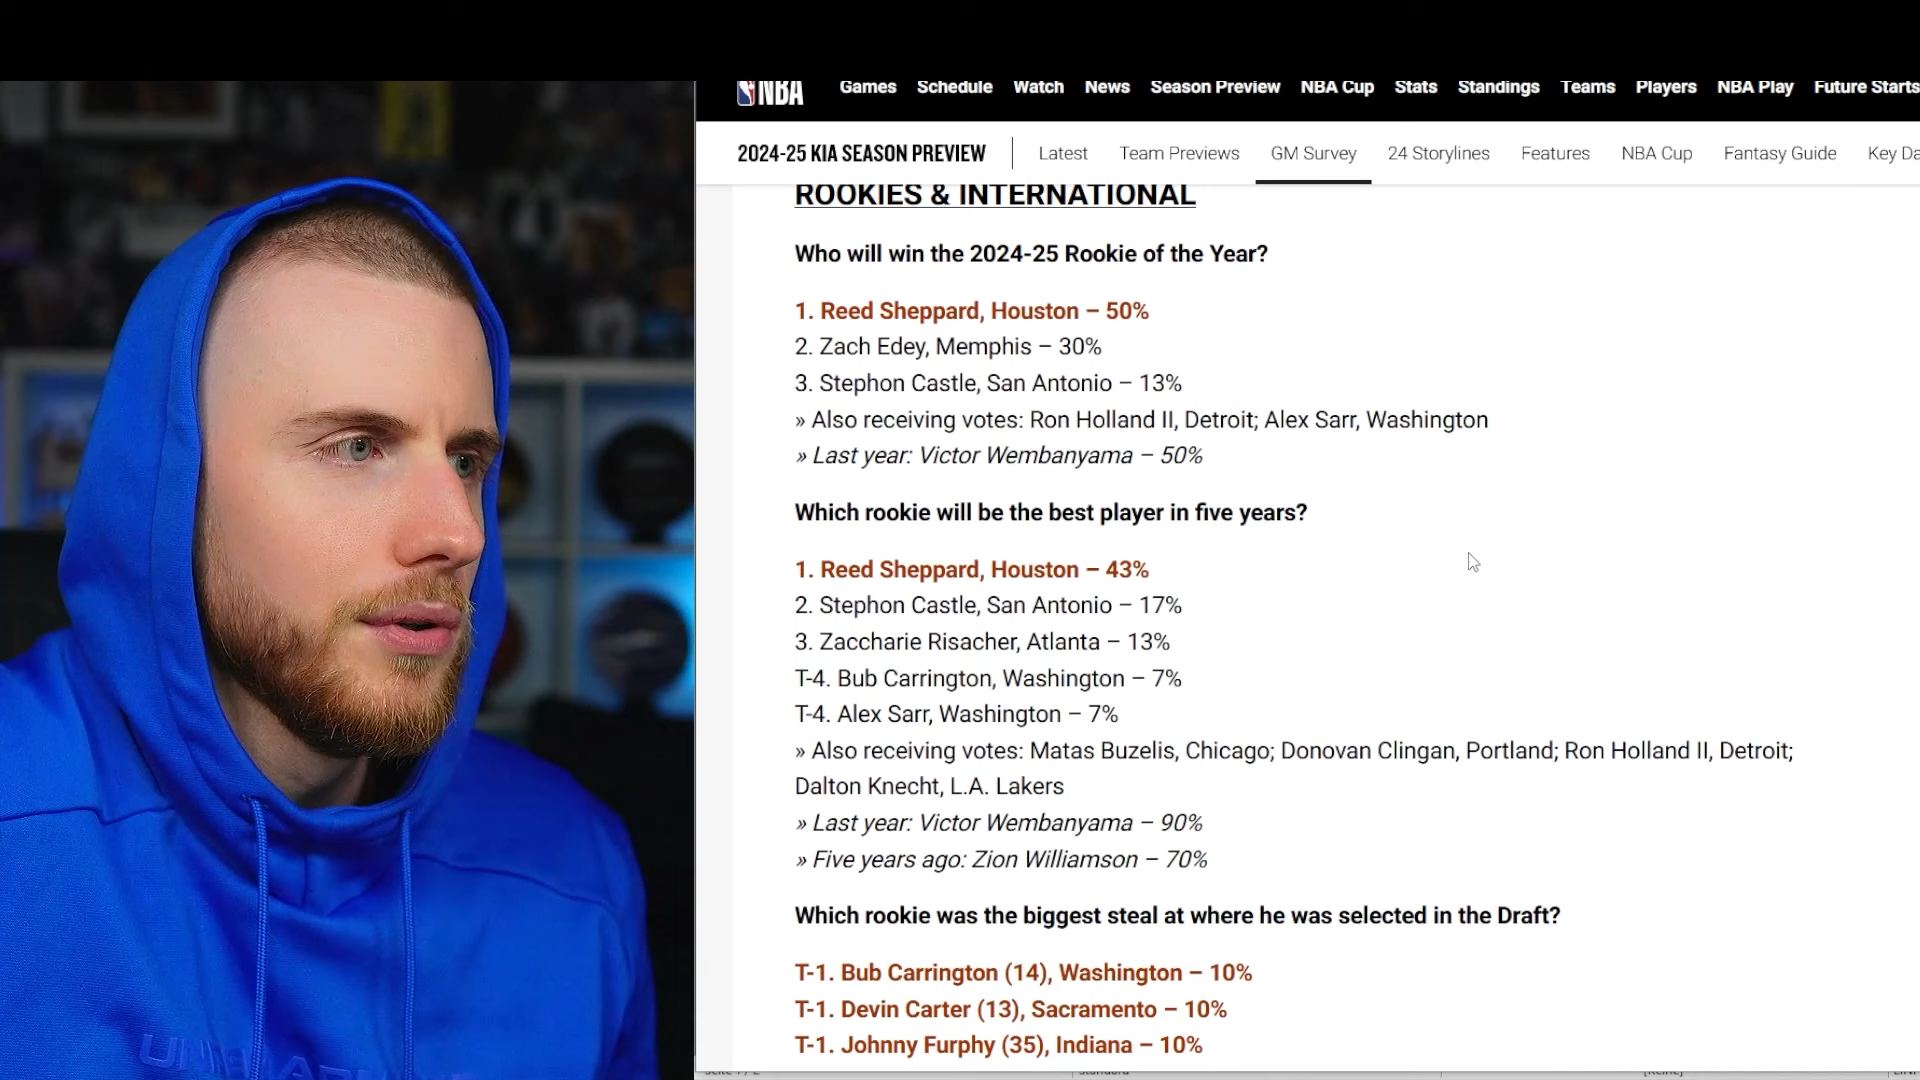 NBA Games Schedule Watch News Season Preview NBA Cup Stats Standings Teams Players NBA Play Future Starts
2024-25 KIA SEASON PREVIEW Latest Team Previews GM Survey 24 Storylines Features NBA Cup Fantasy Guide Key Da
ROOKIES & INTERNATIONAL
Who will win the 2024-25 Rookie of the Year?
1. Reed Sheppard, Houston – 50%
2. Zach Edey, Memphis – 30%
3. Stephon Castle, San Antonio – 13%
» Also receiving votes: Ron Holland II, Detroit; Alex Sarr, Washington
» Last year: Victor Wembanyama – 50%
Which rookie will be the best player in five years?
1. Reed Sheppard, Houston – 43%
2. Stephon Castle, San Antonio – 17%
3. Zaccharie Risacher, Atlanta – 13%
T-4. Bub Carrington, Washington – 7%
T-4. Alex Sarr, Washington – 7%
» Also receiving votes: Matas Buzelis, Chicago; Donovan Clingan, Portland; Ron Holland II, Detroit;
Dalton Knecht, L.A. Lakers
» Last year: Victor Wembanyama – 90%
» Five years ago: Zion Williamson – 70%
Which rookie was the biggest steal at where he was selected in the Draft?
T-1. Bub Carrington (14), Washington – 10%
T-1. Devin Carter (13), Sacramento – 10%
T-1. Johnny Furphy (35), Indiana – 10%